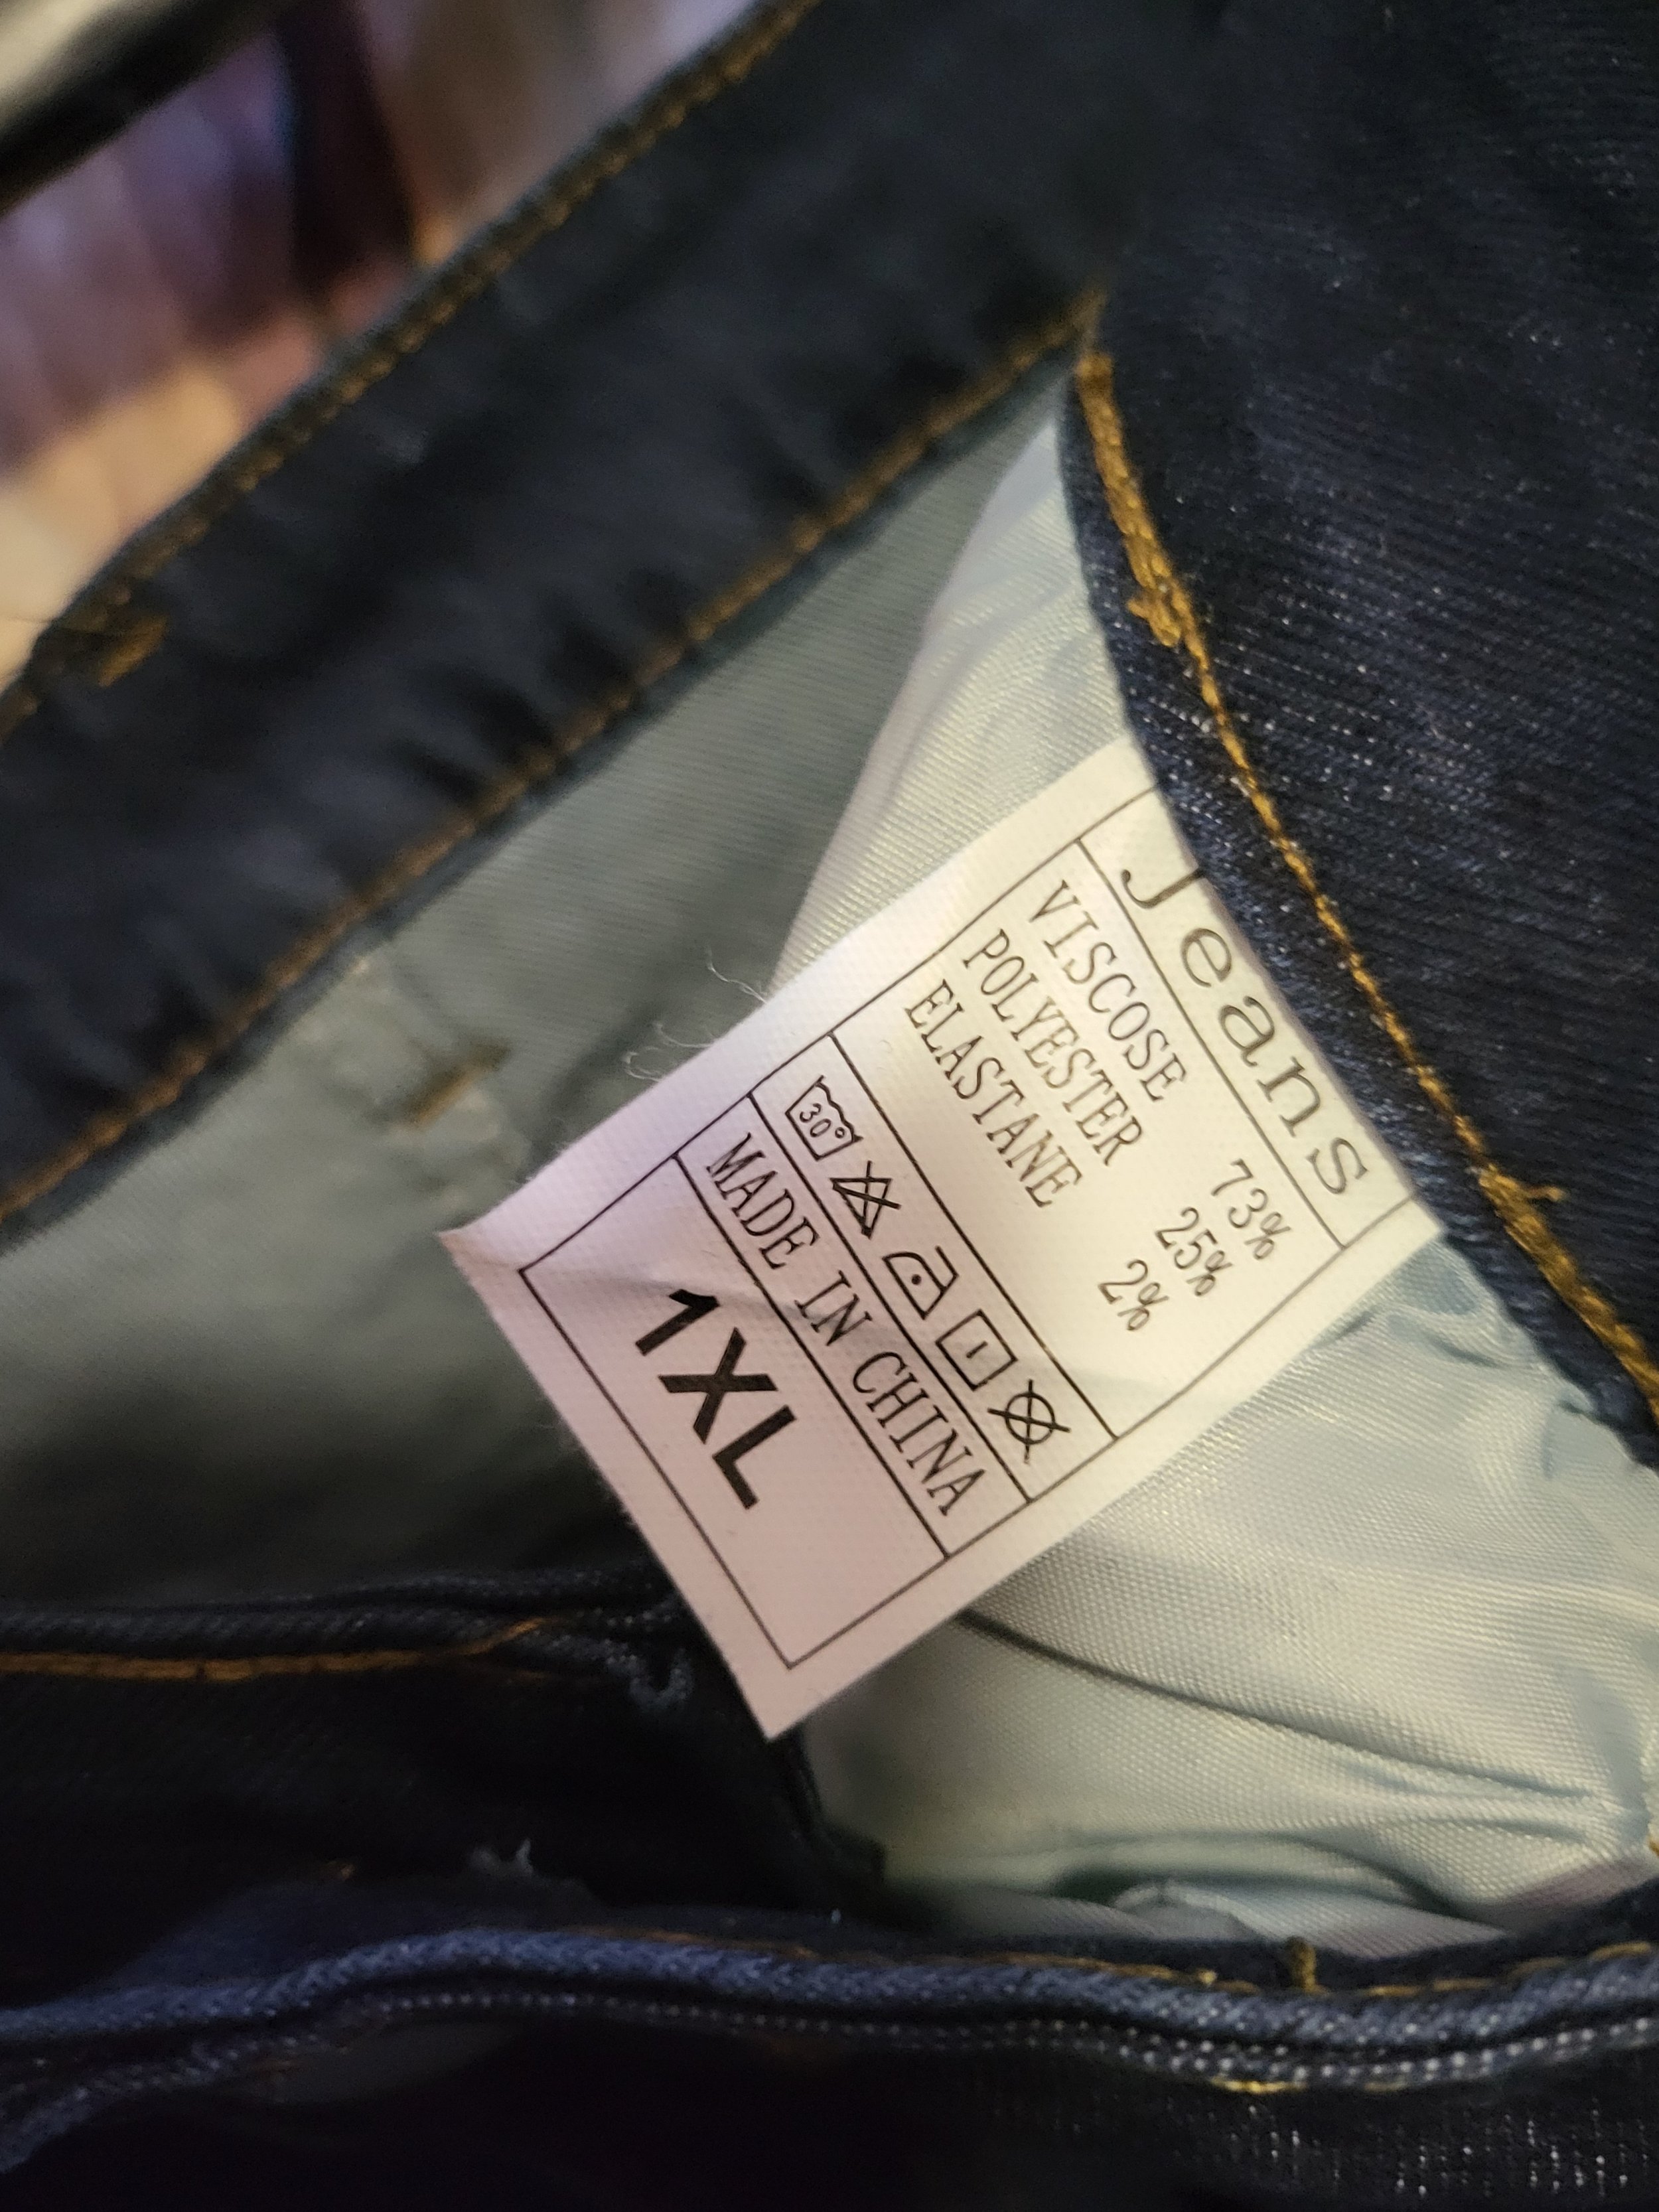 Jeans
VISCOSE 73%
POLYESTER 25%
ELASTANE 2%
30°
MADE IN CHINA
1XL